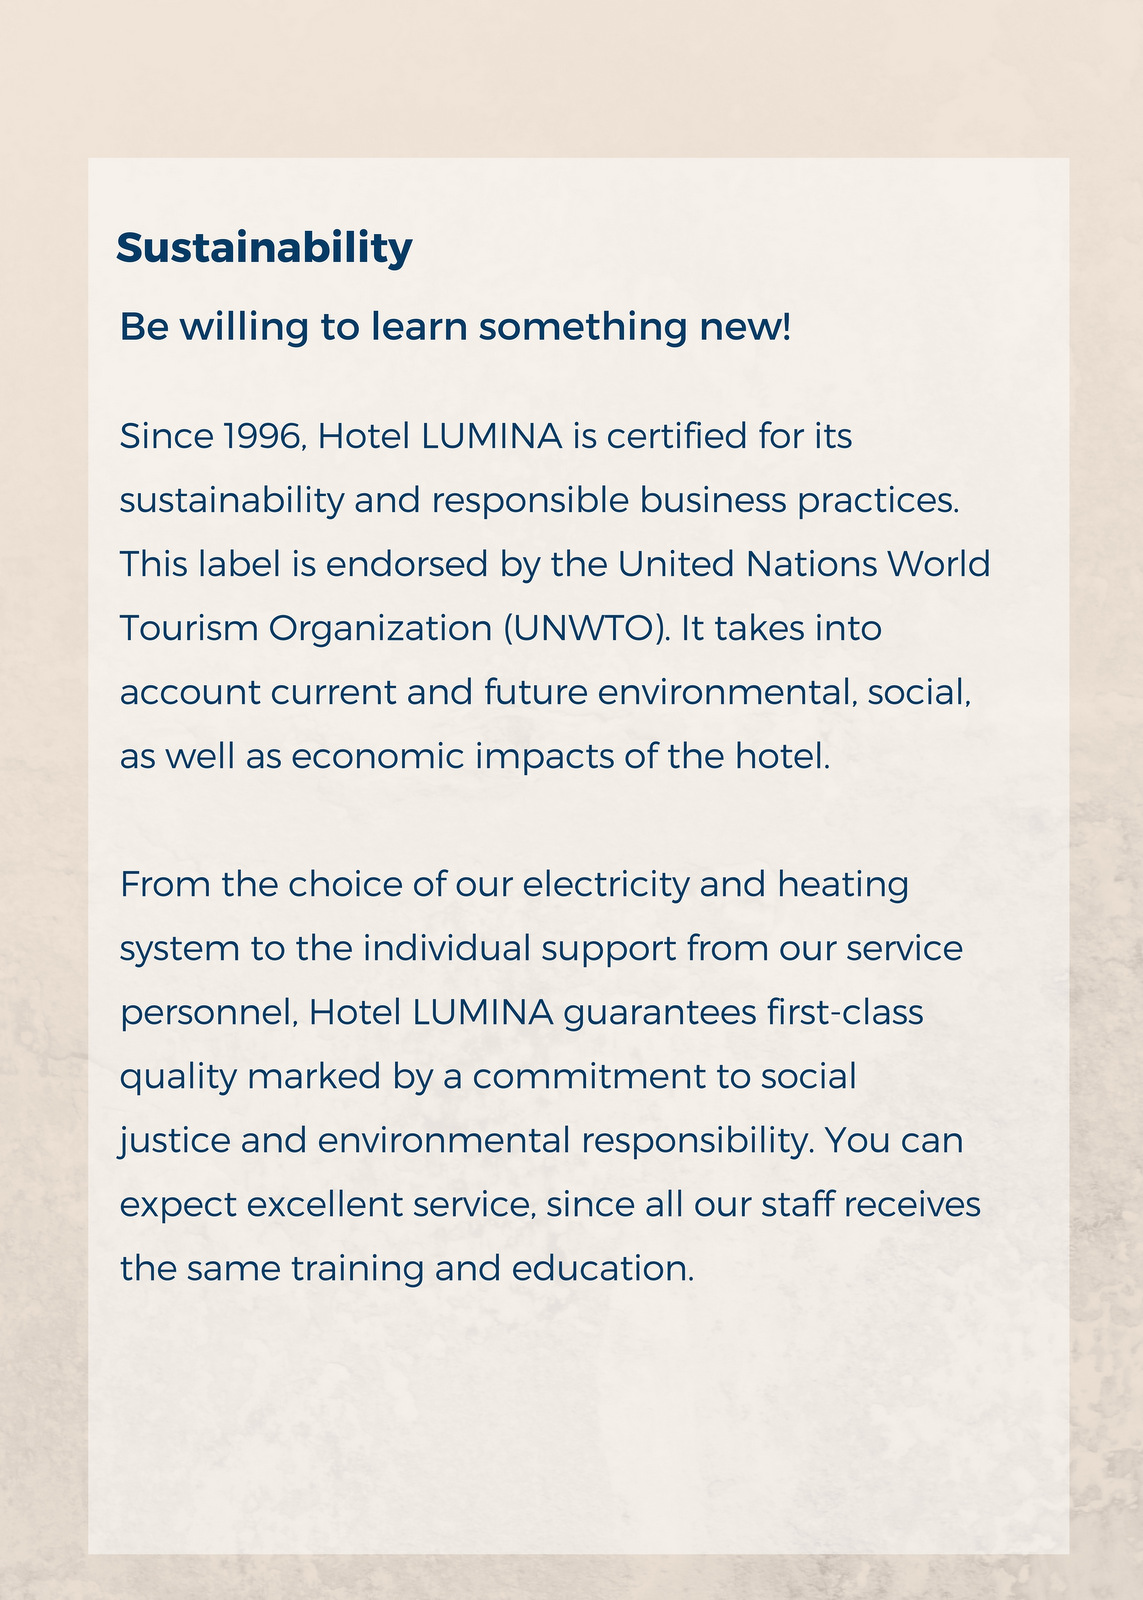 Sustainability
Be willing to learn something new!
Since 1996, Hotel LUMINA is certified for its
sustainability and responsible business practices.
This label is endorsed by the United Nations World
Tourism Organization (UNWTO). It takes into
account current and future environmental, social,
as well as economic impacts of the hotel.
From the choice of our electricity and heating
system to the individual support from our service
personnel, Hotel LUMINA guarantees first-class
quality marked by a commitment to social
justice and environmental responsibility. You can
expect excellent service, since all our staff receives
the same training and education.